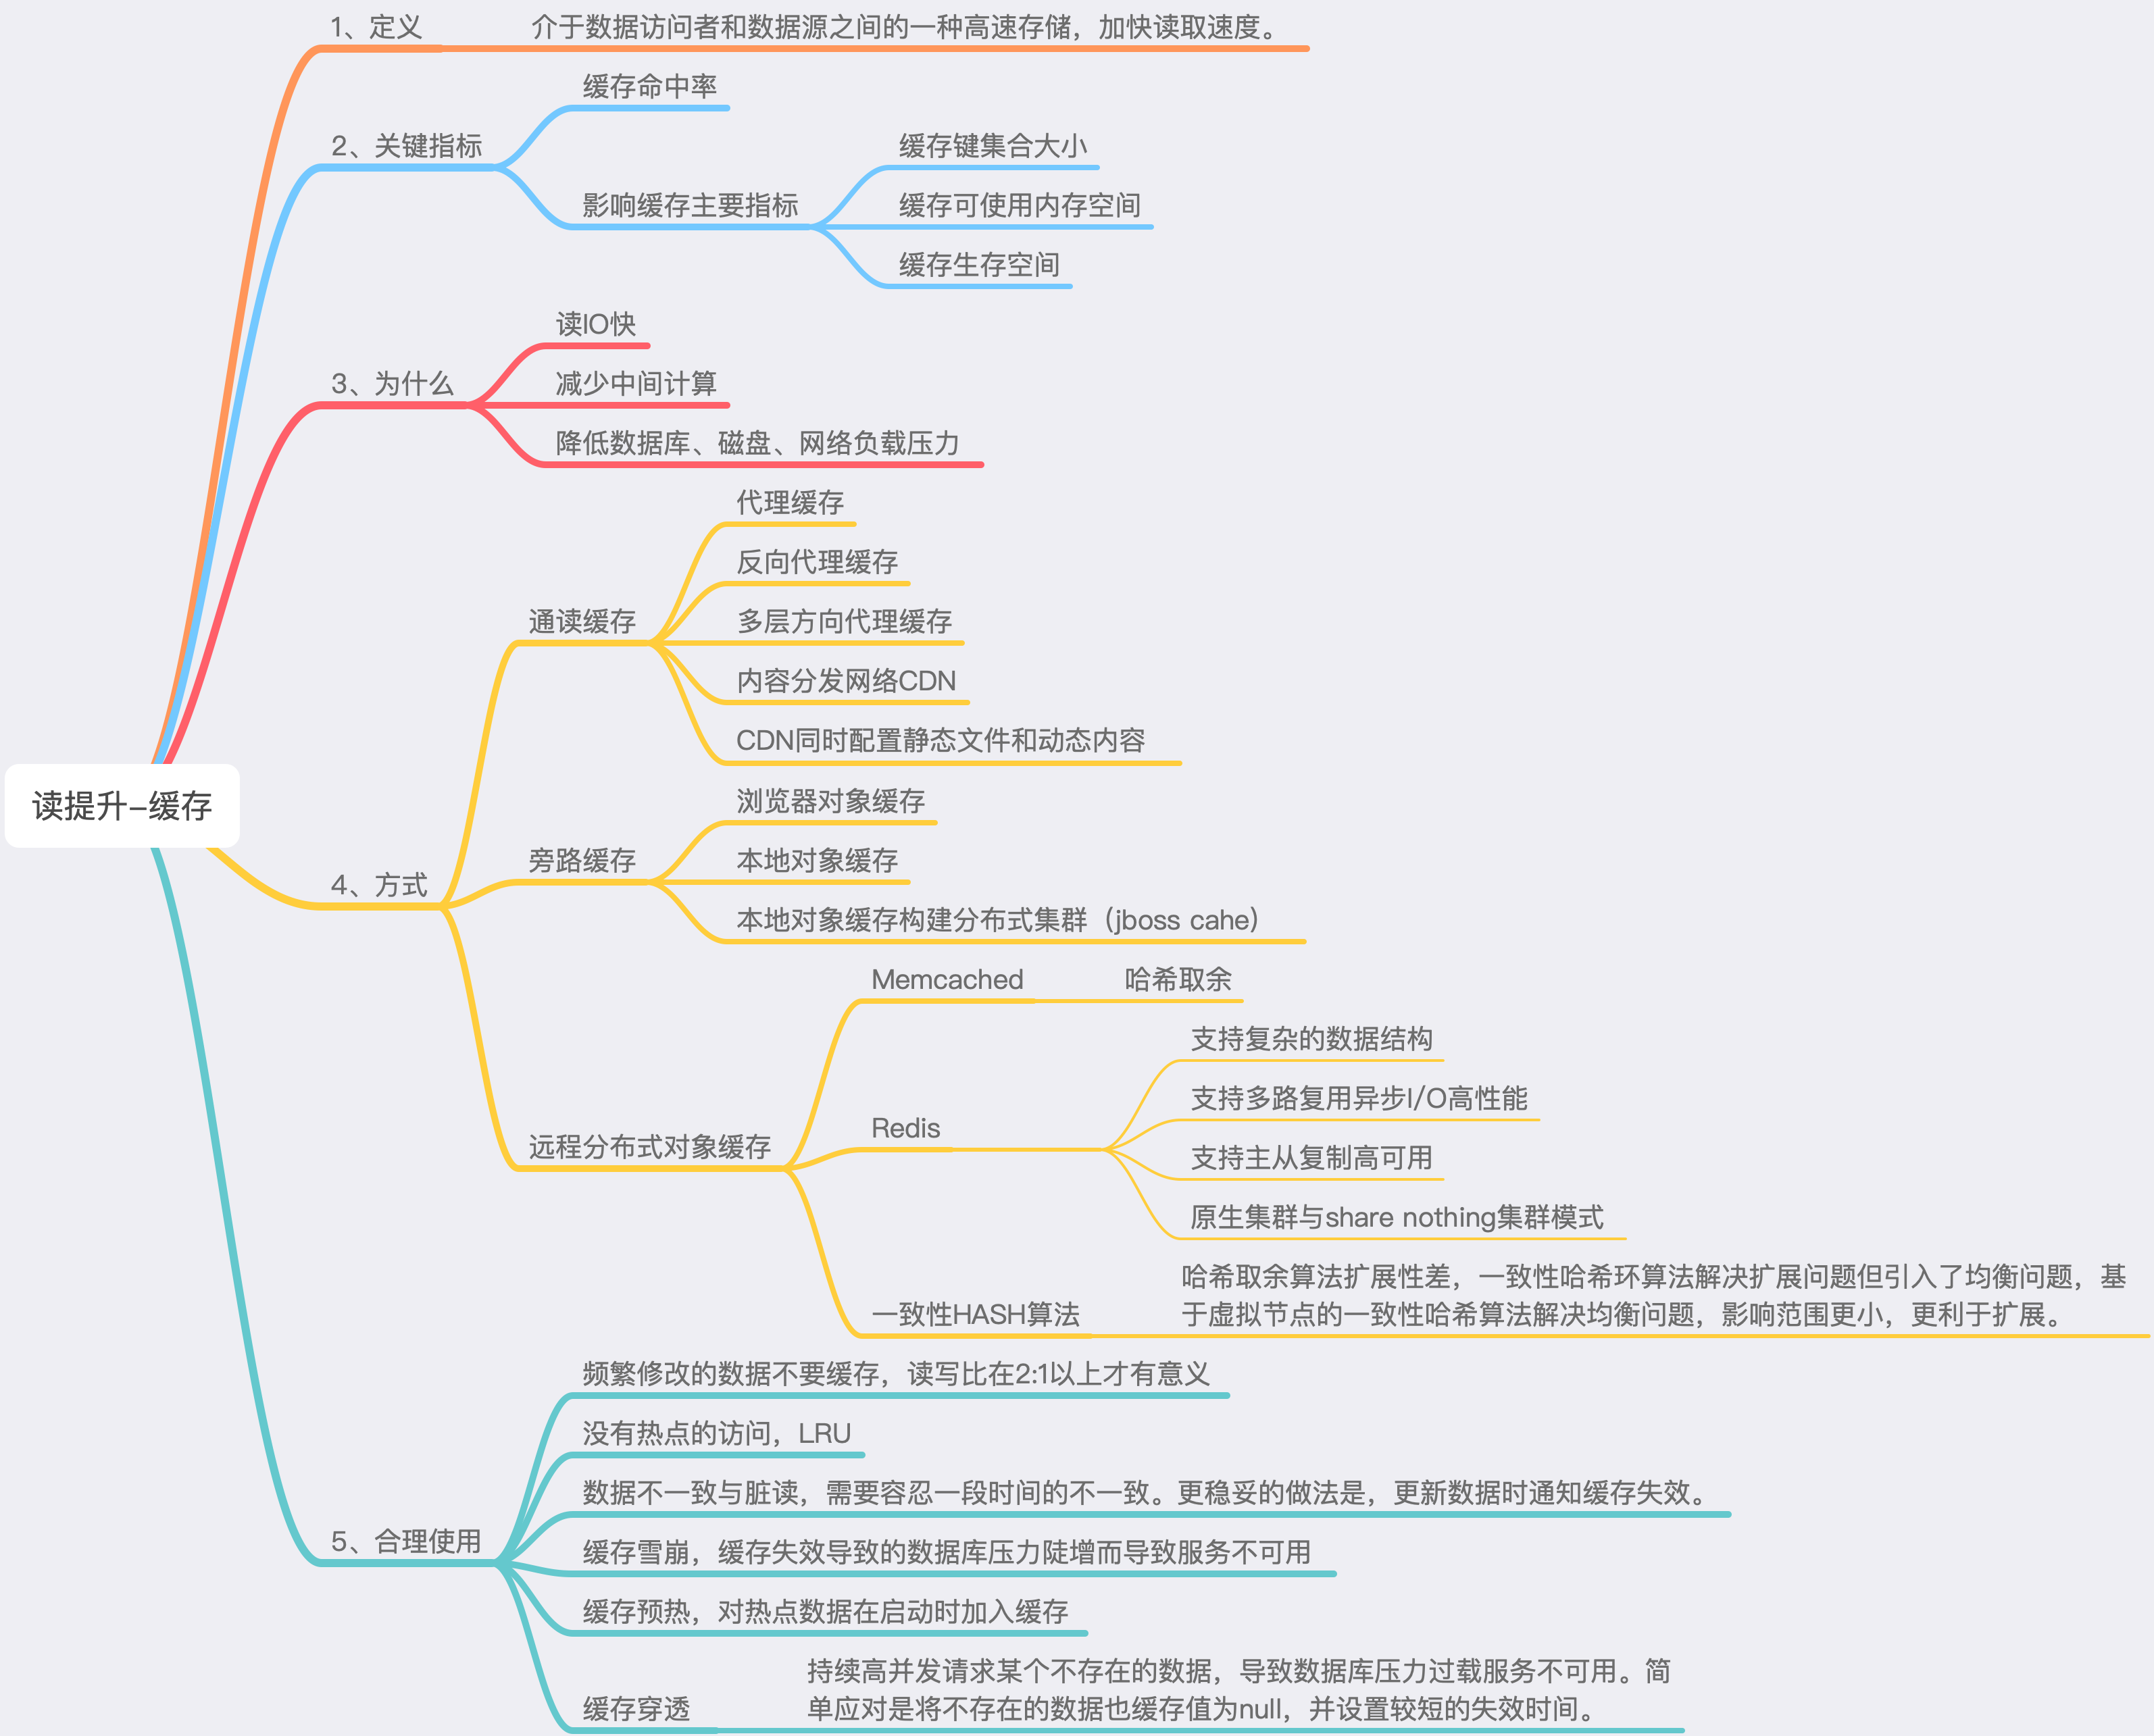 1、定义
介于数据访问者和数据源之间的一种高速存储，加快读取速度。
2、关键指标
缓存命中率
影响缓存主要指标
缓存键集合大小
缓存可使用内存空间
缓存生存空间
3、为什么
读IO快
减少中间计算
降低数据库、磁盘、网络负载压力
读提升-缓存
4、方式
通读缓存
代理缓存
反向代理缓存
多层方向代理缓存
内容分发网络CDN
CDN同时配置静态文件和动态内容
旁路缓存
浏览器对象缓存
本地对象缓存
本地对象缓存构建分布式集群（jboss cahe）
远程分布式对象缓存
Memcached
哈希取余
Redis
支持复杂的数据结构
支持多路复用异步I/O高性能
支持主从复制高可用
原生集群与share nothing集群模式
一致性HASH算法
哈希取余算法扩展性差，一致性哈希环算法解决扩展问题但引入了均衡问题，基
于虚拟节点的一致性哈希算法解决均衡问题，影响范围更小，更利于扩展。
5、合理使用
频繁修改的数据不要缓存，读写比在2:1以上才有意义
没有热点的访问，LRU
数据不一致与脏读，需要容忍一段时间的不一致。更稳妥的做法是，更新数据时通知缓存失效。
缓存雪崩，缓存失效导致的数据库压力陡增而导致服务不可用
缓存预热，对热点数据在启动时加入缓存
缓存穿透
持续高并发请求某个不存在的数据，导致数据库压力过载服务不可用。简
单应对是将不存在的数据也缓存值为null，并设置较短的失效时间。